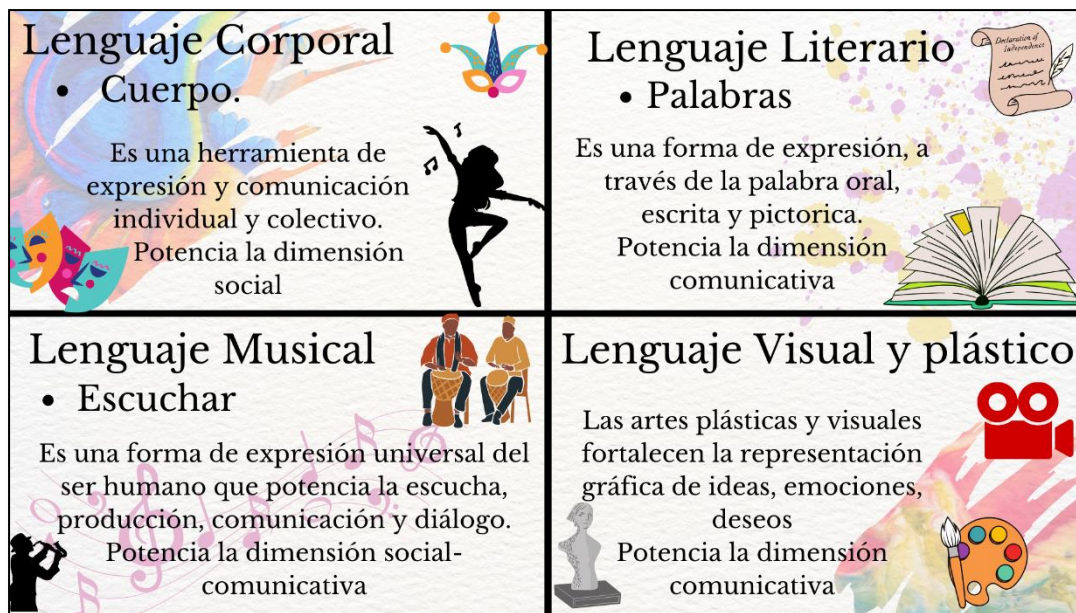 Lenguaje Corporal
• Cuerpo.
Es una herramienta de
expresión y comunicación
individual y colectivo.
Potencia la dimensión
social
Lenguaje Literario
• Palabras
Declaration of
Independence
Es una forma de expresión, a
través de la palabra oral,
escrita y pictorica.
Potencia la dimensión
comunicativa
Lenguaje Musical
• Escuchar
Es una forma de expresión universal del
ser humano que potencia la escucha,
producción, comunicación y diálogo.
Potencia la dimensión social-
comunicativa
Lenguaje Visual y plástico
Las artes plásticas y visuales
fortalecen la representación
gráfica de ideas, emociones,
deseos
Potencia la dimensión
comunicativa